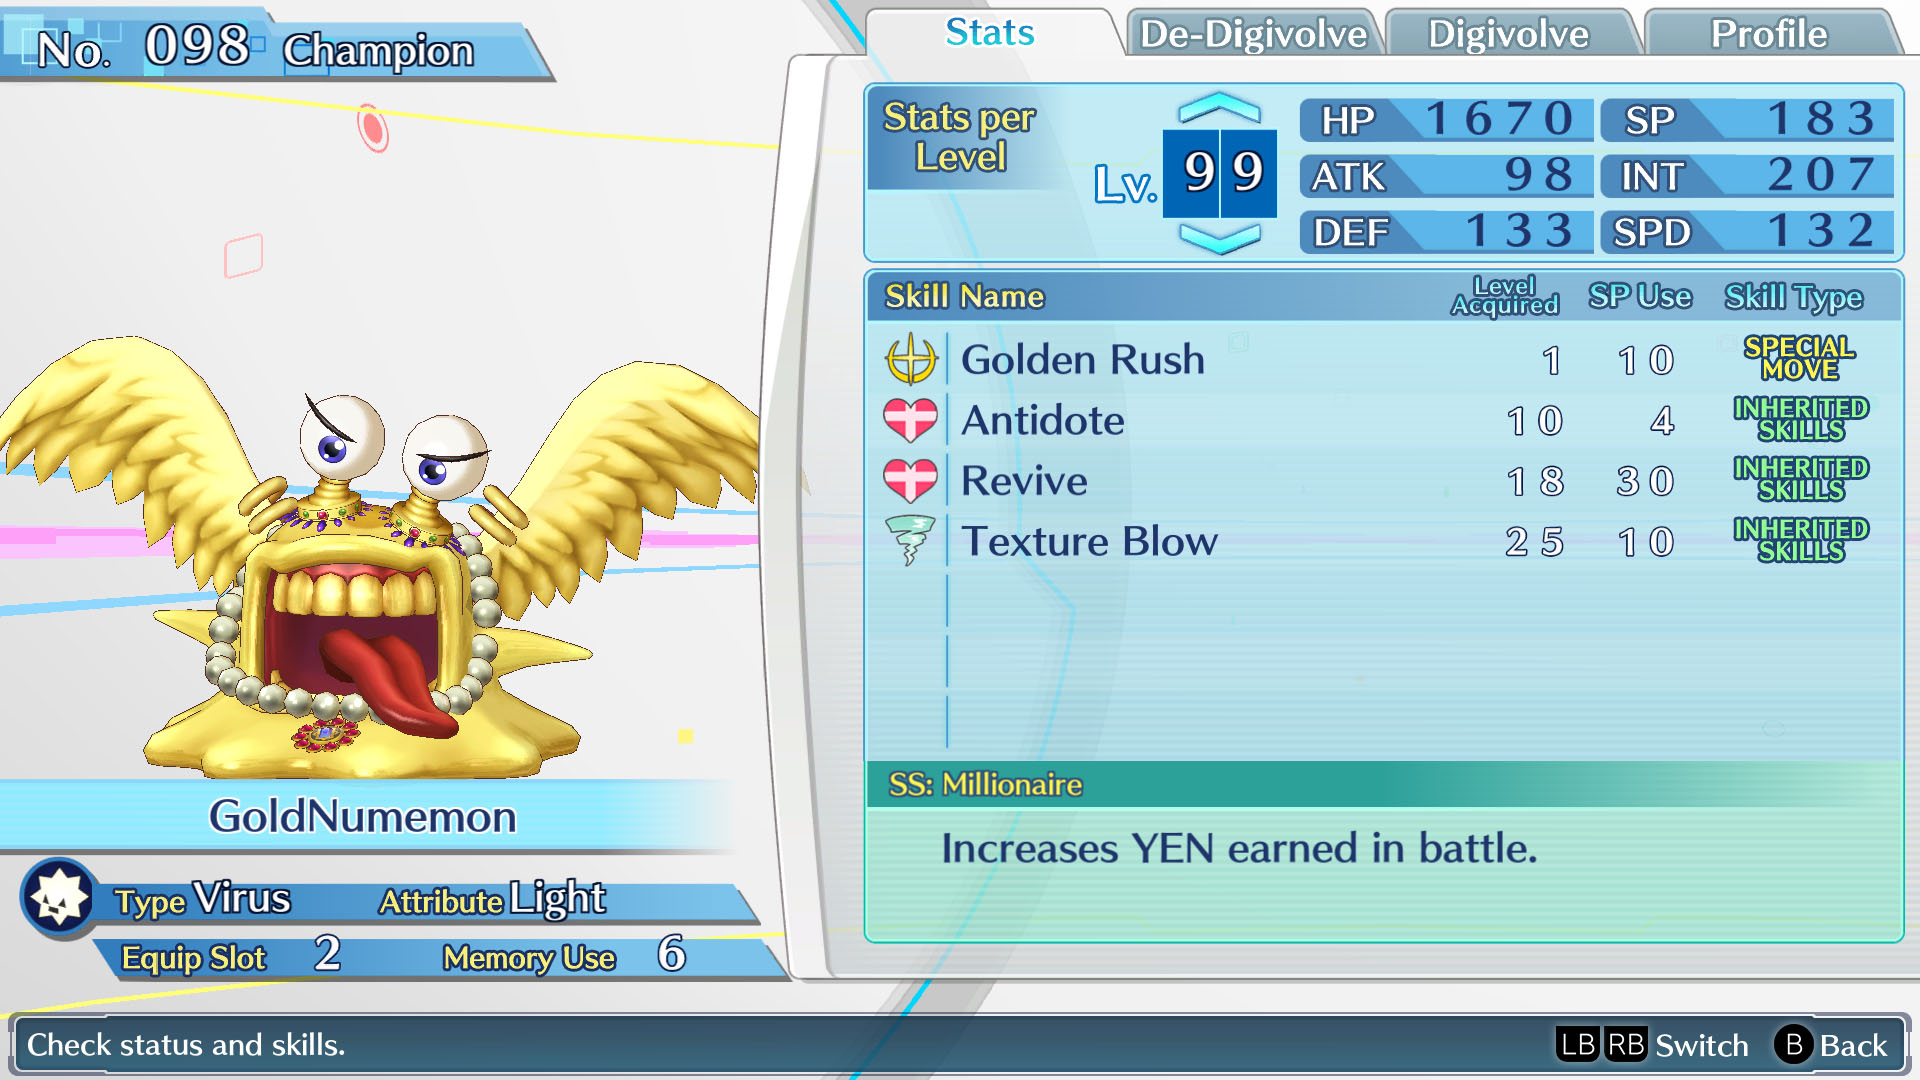 No. 098 Champion
Stats De-Digivolve Digivolve Profile
Stats per
Level
Lv. 99
HP 1670 SP 183
ATK 98 INT 207
DEF 133 SPD 132
Skill Name Level Acquired SP Use Skill Type
Golden Rush 1 10 SPECIAL MOVE
Antidote 10 4 INHERITED SKILLS
Revive 18 30 INHERITED SKILLS
Texture Blow 25 10 INHERITED SKILLS
SS: Millionaire
Increases YEN earned in battle.
GoldNumemon
Type Virus Attribute Light
Equip Slot 2 Memory Use 6
Check status and skills.
LB RB Switch B Back